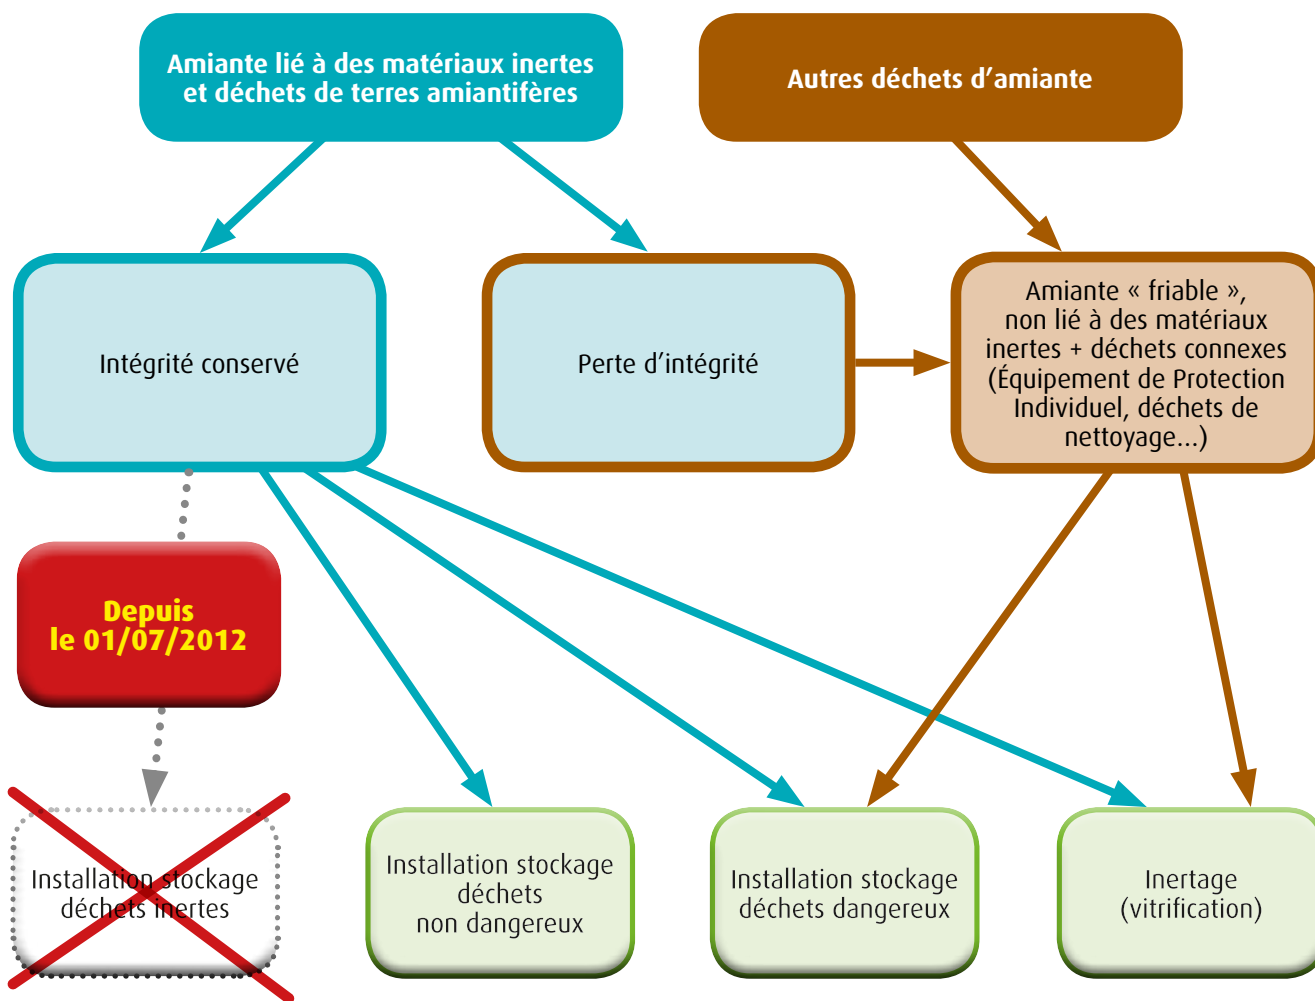 Amiante lié à des matériaux inertes
et déchets de terres amiantifères
Autres déchets d’amiante
Intégrité conservé
Perte d’intégrité
Amiante « friable »,
non lié à des matériaux
inertes + déchets connexes
(Équipement de Protection
Individuel, déchets de
nettoyage...)
Depuis
le 01/07/2012
Installation stockage
déchets inertes
Installation stockage
déchets
non dangereux
Installation stockage
déchets dangereux
Inertage
(vitrification)